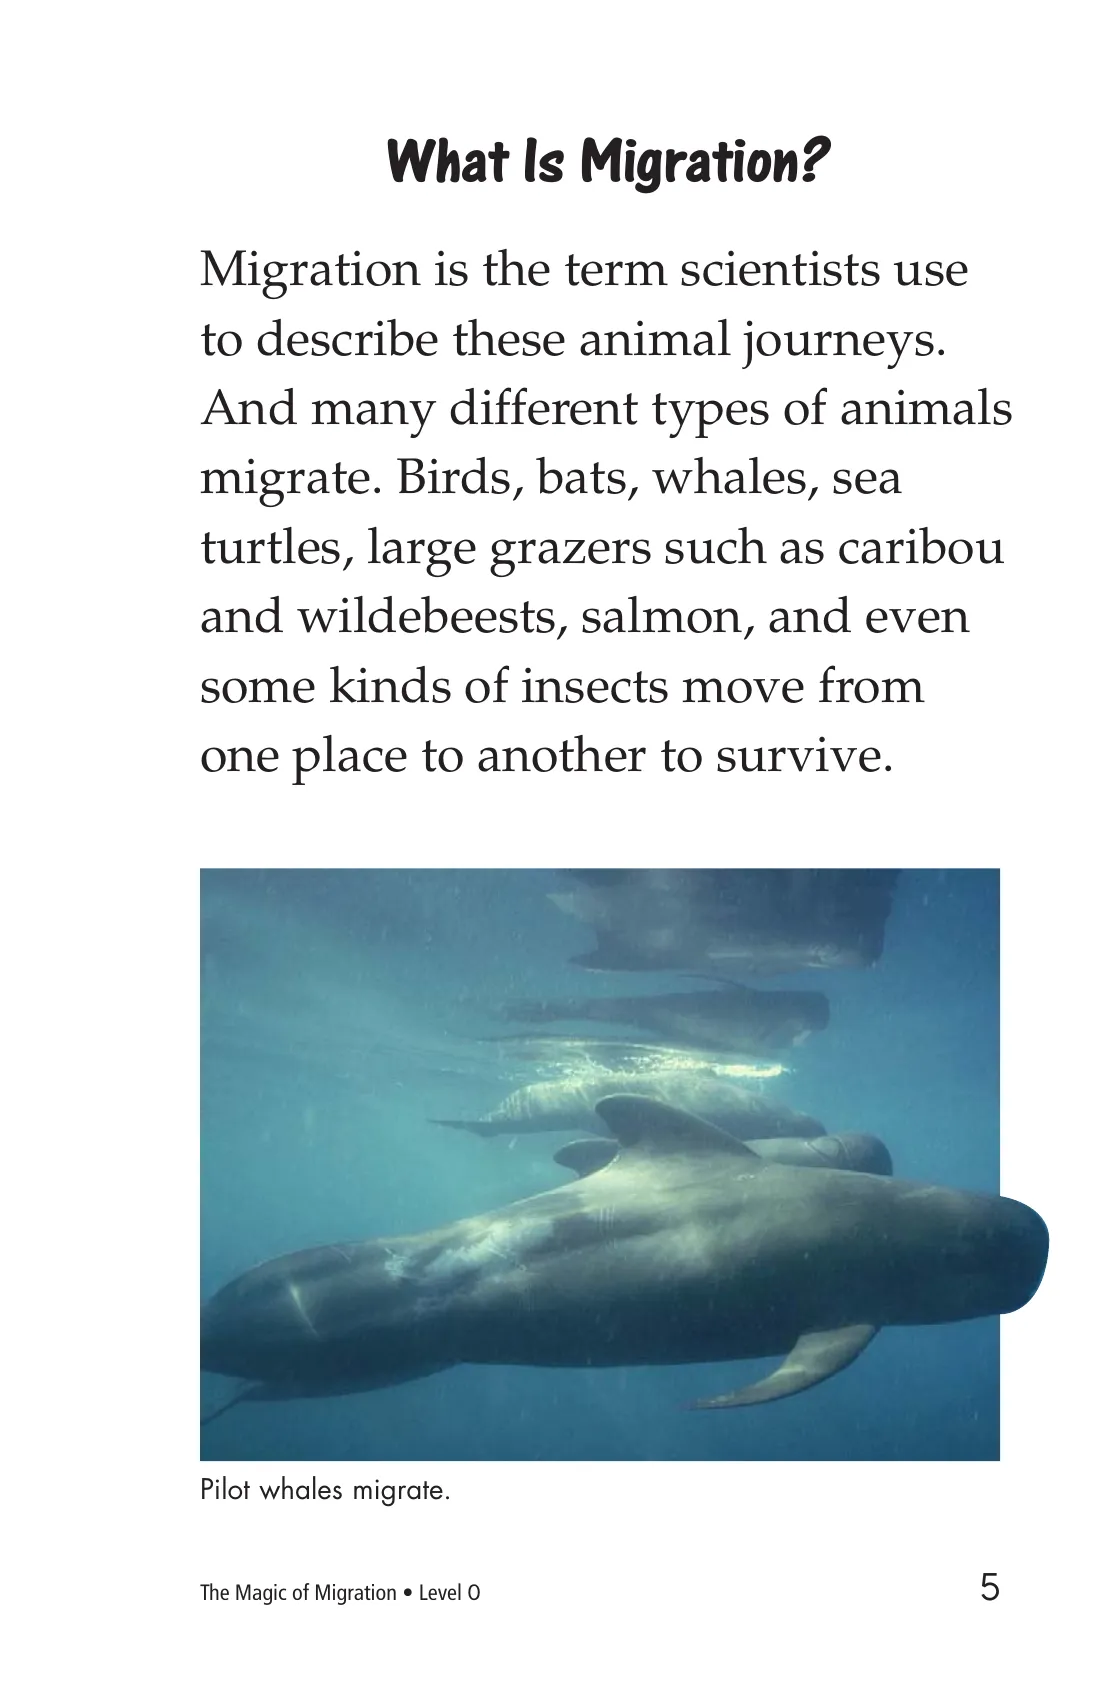 What Is Migration?
Migration is the term scientists use
to describe these animal journeys.
And many different types of animals
migrate. Birds, bats, whales, sea
turtles, large grazers such as caribou
and wildebeests, salmon, and even
some kinds of insects move from
one place to another to survive.
Pilot whales migrate.
The Magic of Migration • Level O
5